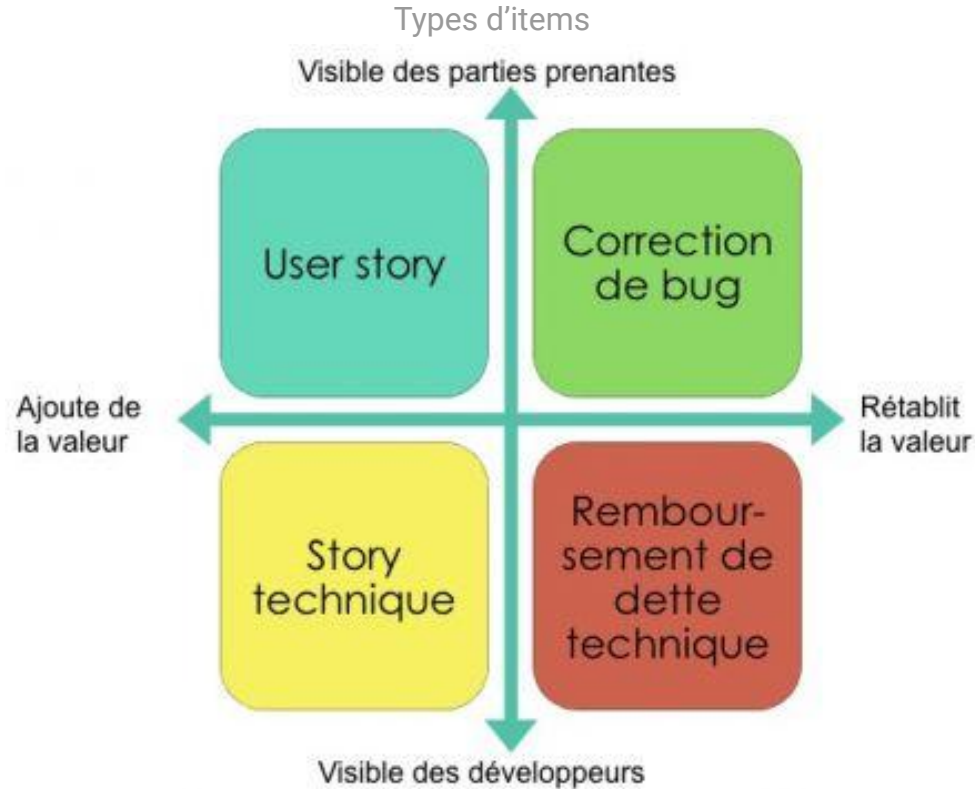 Types d’items
Visible des parties prenantes
User story
Correction
de bug
Ajoute de
la valeur
Rétablit
la valeur
Story
technique
Rembour-
sement de
dette
technique
Visible des développeurs